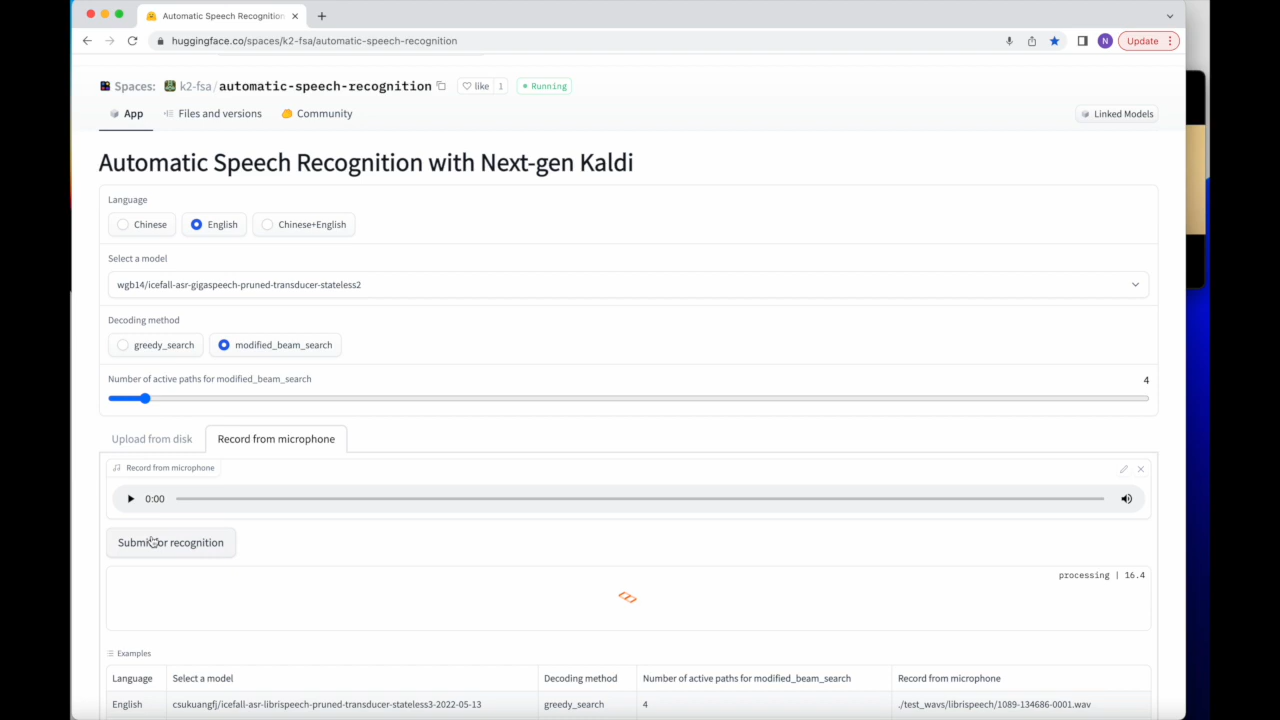 Automatic Speech Recognition
huggingface.co/spaces/k2-fsa/automatic-speech-recognition
N
Update
Spaces: k2-fsa/automatic-speech-recognition like 1 Running
App Files and versions Community Linked Models
Automatic Speech Recognition with Next-gen Kaldi
Language
Chinese English Chinese+English
Select a model
wgb14/icefall-asr-gigaspeech-pruned-transducer-stateless2
Decoding method
greedy_search modified_beam_search
Number of active paths for modified_beam_search 4
Upload from disk Record from microphone
Record from microphone
0:00
Submit for recognition
processing | 16.4
Examples
Language Select a model Decoding method Number of active paths for modified_beam_search Record from microphone
English csukuangfj/icefall-asr-librispeech-pruned-transducer-stateless3-2022-05-13 greedy_search 4 ./test_wavs/librispeech/1089-134686-0001.wav